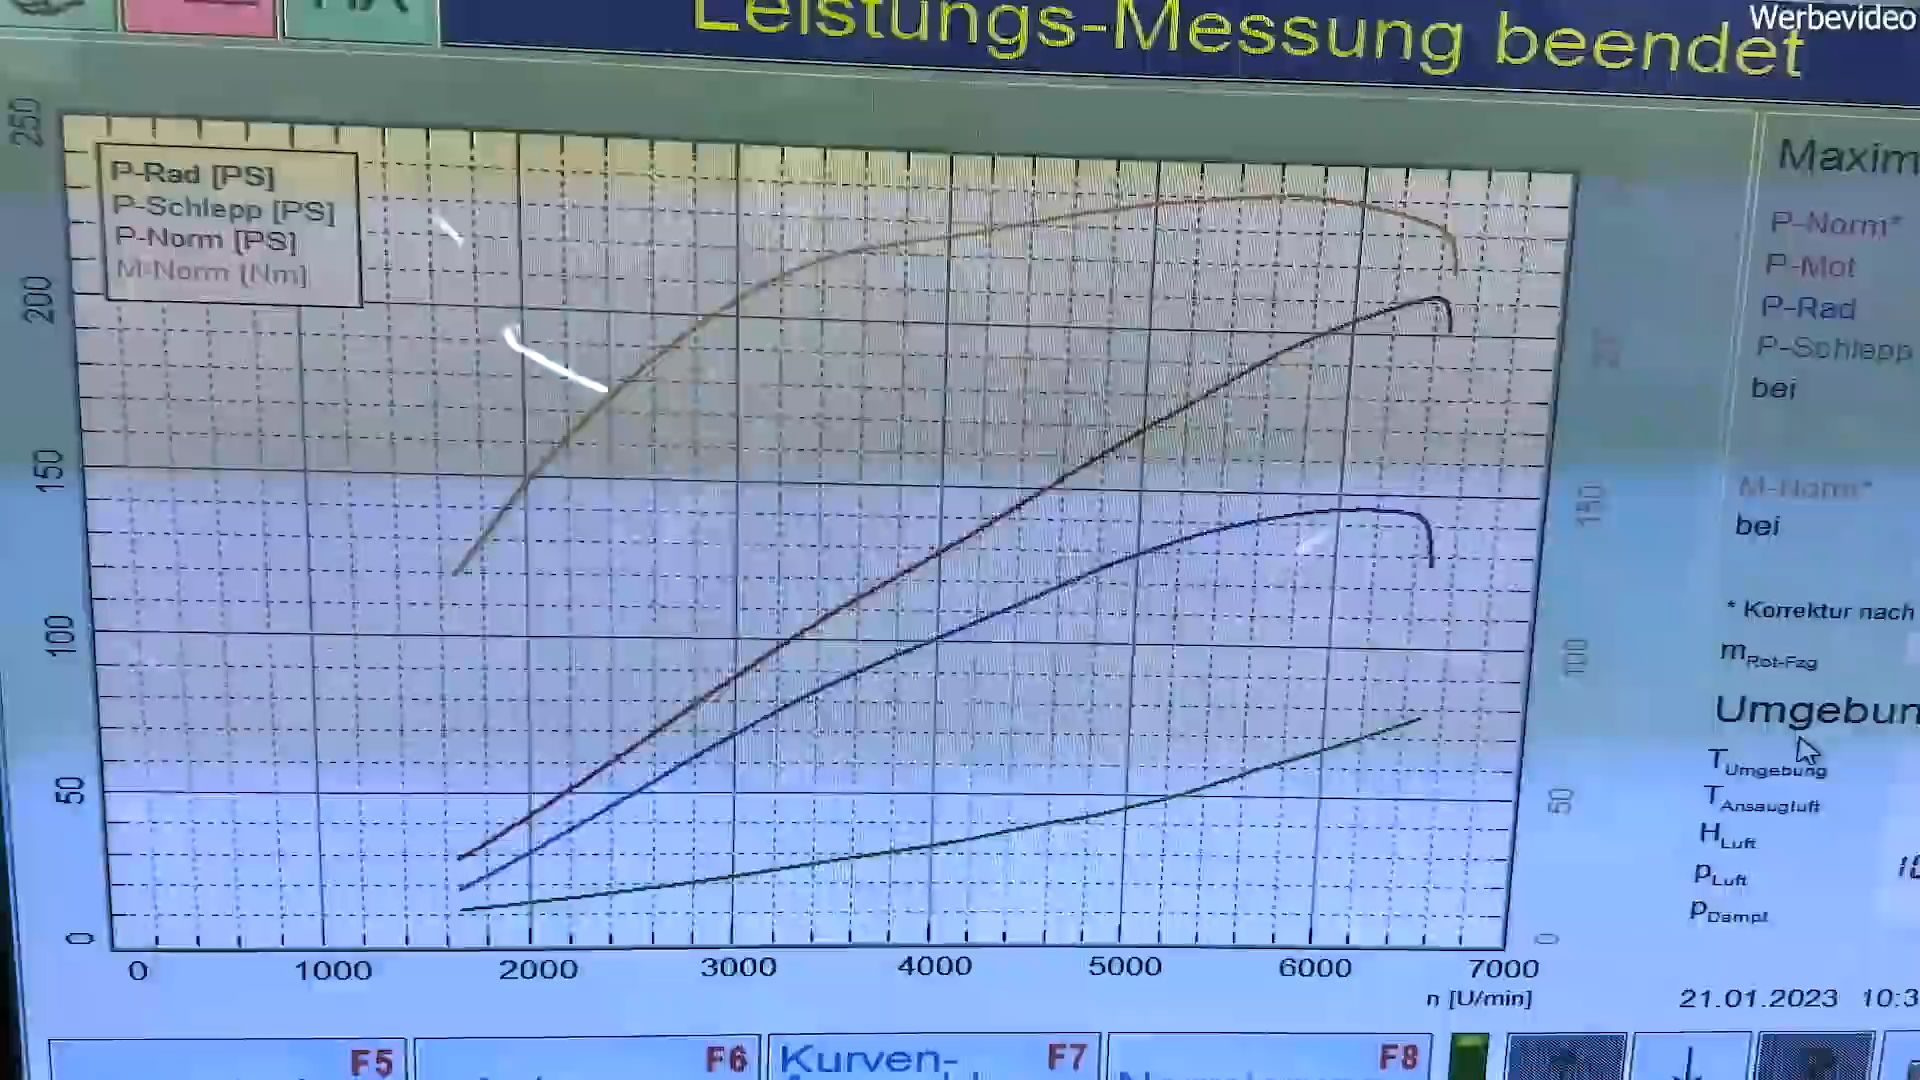 Leistungs-Messung beendet
Werbevideo
250
200
150
100
50
0
P-Rad [PS]
P-Schlepp [PS]
P-Norm [PS]
M-Norm [Nm]
150
100
50
0
0 1000 2000 3000 4000 5000 6000 7000
n [U/min]
Maxim
P-Norm*
P-Mot
P-Rad
P-Schlepp
bei
M-Norm*
bei
* Korrektur nach
mRot-Fzg
Umgebun
TUmgebung
TAnsaugluft
HLuft
pLuft
pDampf
21.01.2023 10:3
F5
F6
Kurven-
F7
F8